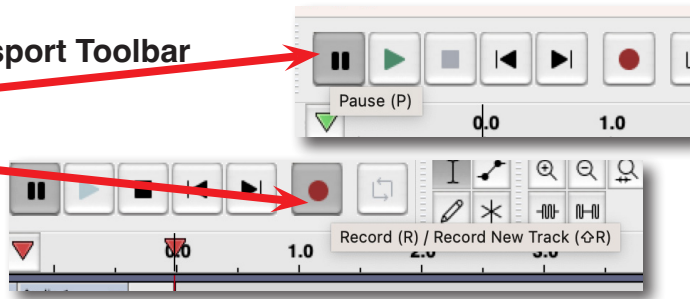 sport Toolbar
Pause (P)
0.0 1.0
Record (R) / Record New Track (⇧R)
0.0 1.0 2.0 3.0